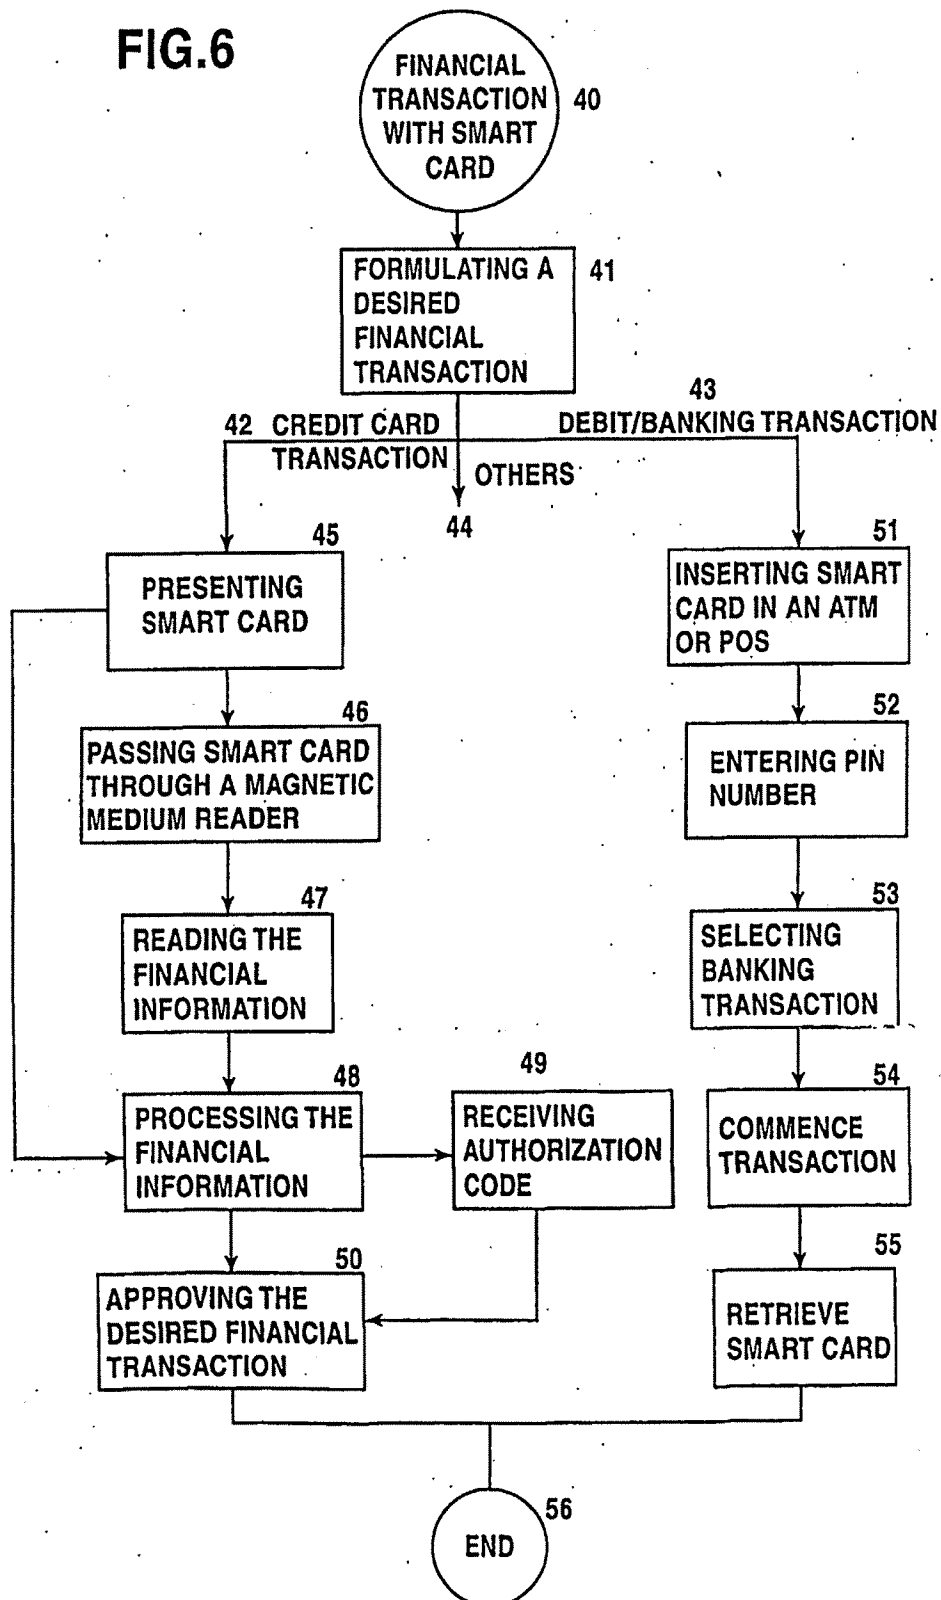 FIG.6
FINANCIAL
TRANSACTION
WITH SMART
CARD
40
FORMULATING A
DESIRED
FINANCIAL
TRANSACTION
41
42 CREDIT CARD
TRANSACTION
43
DEBIT/BANKING TRANSACTION
OTHERS
44
45
PRESENTING
SMART CARD
46
PASSING SMART CARD
THROUGH A MAGNETIC
MEDIUM READER
47
READING THE
FINANCIAL
INFORMATION
48
PROCESSING THE
FINANCIAL
INFORMATION
49
RECEIVING
AUTHORIZATION
CODE
50
APPROVING THE
DESIRED FINANCIAL
TRANSACTION
51
INSERTING SMART
CARD IN AN ATM
OR POS
52
ENTERING PIN
NUMBER
53
SELECTING
BANKING
TRANSACTION
54
COMMENCE
TRANSACTION
55
RETRIEVE
SMART CARD
56
END